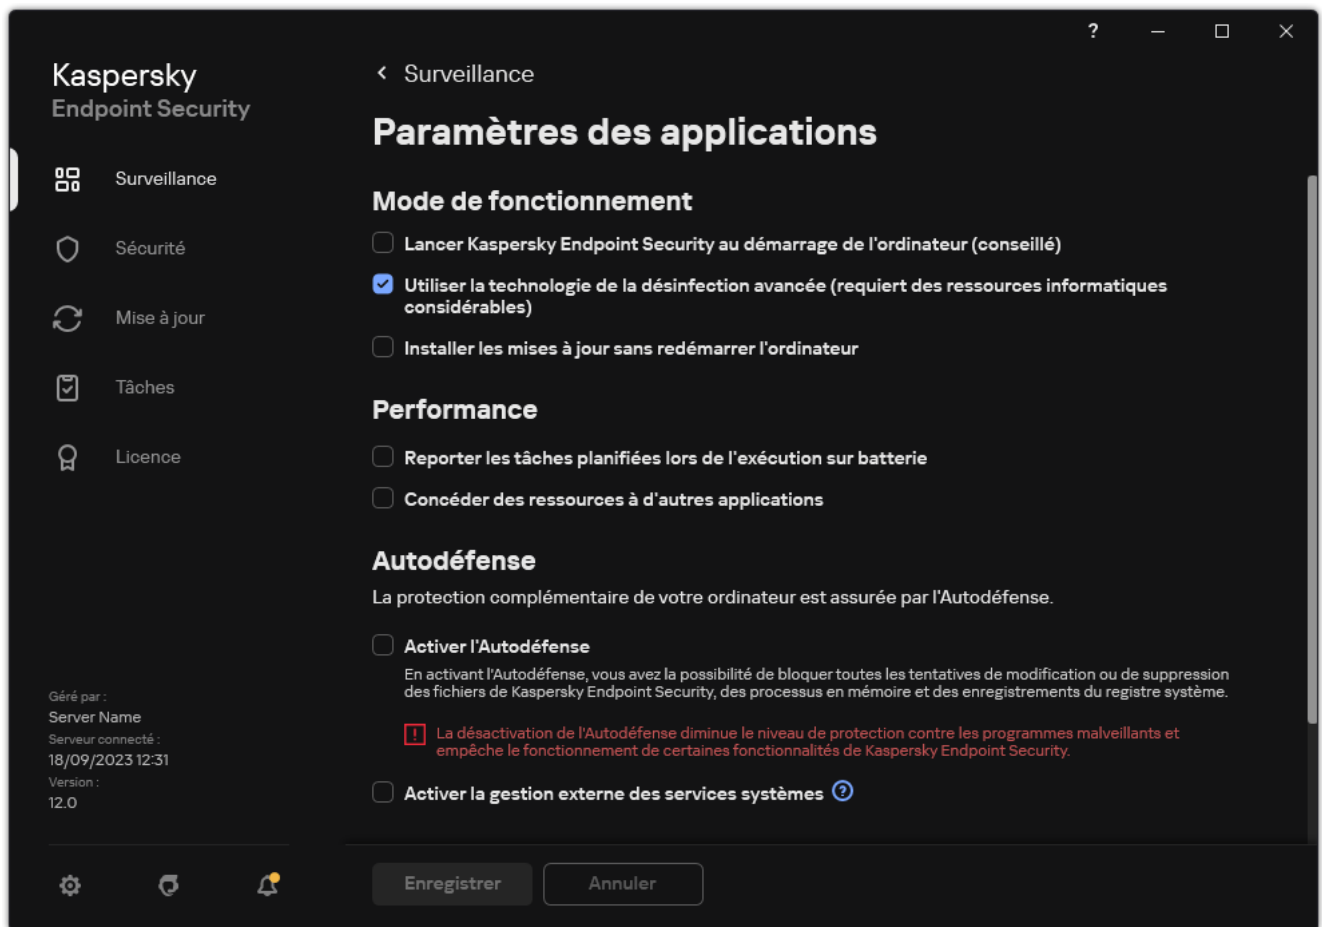 ?
Kaspersky
Endpoint Security
Surveillance
Sécurité
Mise à jour
Tâches
Licence
Géré par :
Server Name
Serveur connecté :
18/09/2023 12:31
Version :
12.0
< Surveillance
Paramètres des applications
Mode de fonctionnement
Lancer Kaspersky Endpoint Security au démarrage de l'ordinateur (conseillé)
Utiliser la technologie de la désinfection avancée (requiert des ressources informatiques
considérables)
Installer les mises à jour sans redémarrer l'ordinateur
Performance
Reporter les tâches planifiées lors de l'exécution sur batterie
Concéder des ressources à d'autres applications
Autodéfense
La protection complémentaire de votre ordinateur est assurée par l'Autodéfense.
Activer l'Autodéfense
En activant l'Autodéfense, vous avez la possibilité de bloquer toutes les tentatives de modification ou de suppression
des fichiers de Kaspersky Endpoint Security, des processus en mémoire et des enregistrements du registre système.
La désactivation de l'Autodéfense diminue le niveau de protection contre les programmes malveillants et
empêche le fonctionnement de certaines fonctionnalités de Kaspersky Endpoint Security.
Activer la gestion externe des services systèmes ?
Enregistrer
Annuler